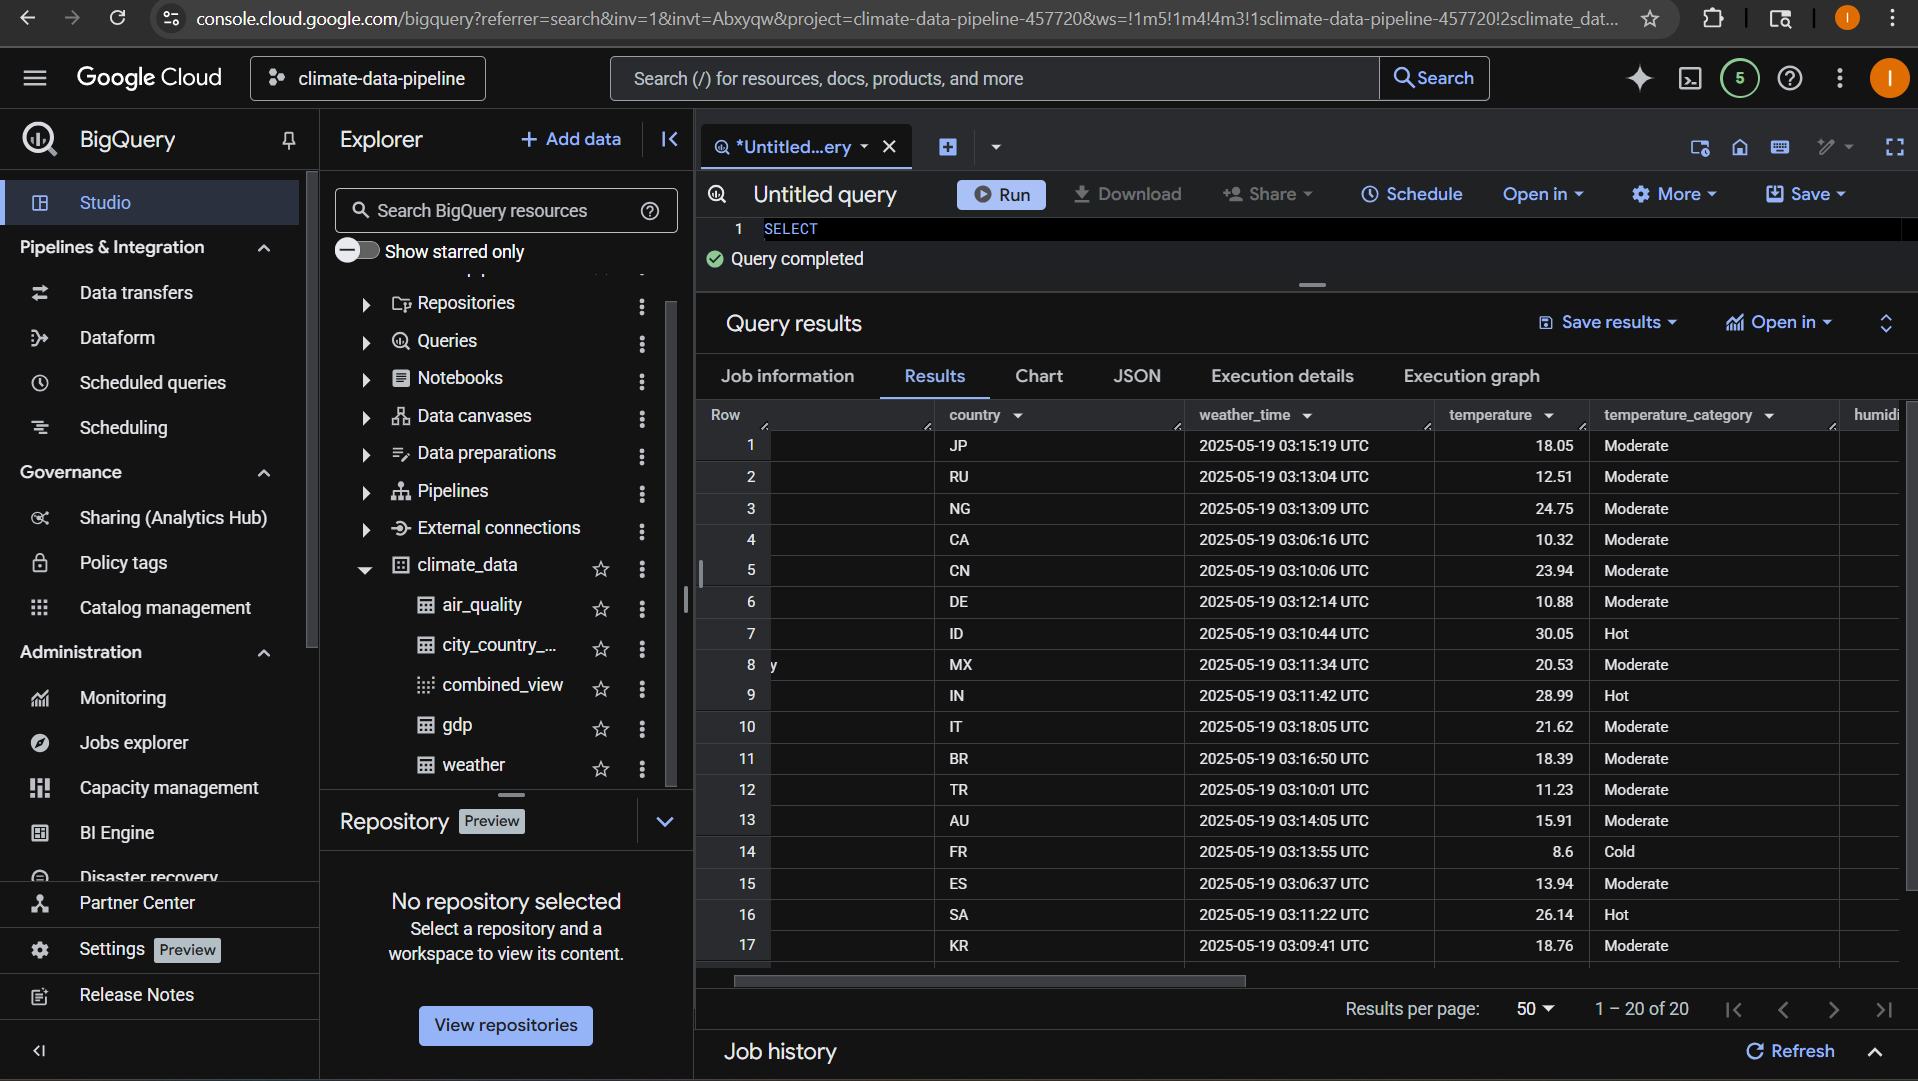 console.cloud.google.com/bigquery?referrer=search&inv=1&invt=Abxyqw&project=climate-data-pipeline-457720&ws=!1m5!1m4!4m3!1sclimate-data-pipeline-457720!2sclimate_dat...
I
Google Cloud
climate-data-pipeline
Search (/) for resources, docs, products, and more
Search
5
I
BigQuery
Studio
Pipelines & Integration
Data transfers
Dataform
Scheduled queries
Scheduling
Governance
Sharing (Analytics Hub)
Policy tags
Catalog management
Administration
Monitoring
Jobs explorer
Capacity management
BI Engine
Disaster recovery
Partner Center
Settings Preview
Release Notes
Explorer
+ Add data
Search BigQuery resources
Show starred only
Repositories
Queries
Notebooks
Data canvases
Data preparations
Pipelines
External connections
climate_data
air_quality
city_country_...
combined_view
gdp
weather
Repository Preview
No repository selected
Select a repository and a
workspace to view its content.
View repositories
*Untitled...ery
Untitled query
Run
Download
Share
Schedule
Open in
More
Save
1 SELECT
Query completed
Query results
Save results
Open in
Job information Results Chart JSON Execution details Execution graph
Row country weather_time temperature temperature_category humidi
1 JP 2025-05-19 03:15:19 UTC 18.05 Moderate
2 RU 2025-05-19 03:13:04 UTC 12.51 Moderate
3 NG 2025-05-19 03:13:09 UTC 24.75 Moderate
4 CA 2025-05-19 03:06:16 UTC 10.32 Moderate
5 CN 2025-05-19 03:10:06 UTC 23.94 Moderate
6 DE 2025-05-19 03:12:14 UTC 10.88 Moderate
7 ID 2025-05-19 03:10:44 UTC 30.05 Hot
8 y MX 2025-05-19 03:11:34 UTC 20.53 Moderate
9 IN 2025-05-19 03:11:42 UTC 28.99 Hot
10 IT 2025-05-19 03:18:05 UTC 21.62 Moderate
11 BR 2025-05-19 03:16:50 UTC 18.39 Moderate
12 TR 2025-05-19 03:10:01 UTC 11.23 Moderate
13 AU 2025-05-19 03:14:05 UTC 15.91 Moderate
14 FR 2025-05-19 03:13:55 UTC 8.6 Cold
15 ES 2025-05-19 03:06:37 UTC 13.94 Moderate
16 SA 2025-05-19 03:11:22 UTC 26.14 Hot
17 KR 2025-05-19 03:09:41 UTC 18.76 Moderate
Results per page: 50 1 – 20 of 20
Job history
Refresh